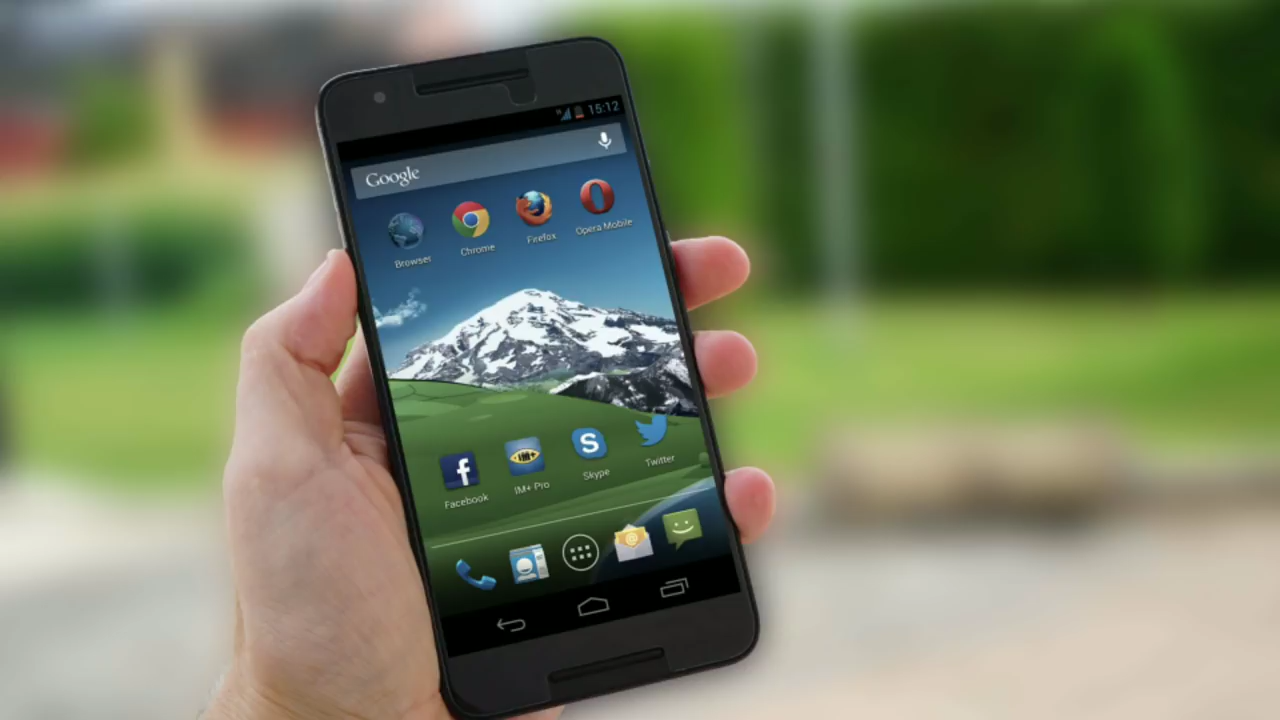 15:12
Google
Browser
Chrome
Firefox
Opera Mobile
Facebook
IM+ Pro
Skype
Twitter